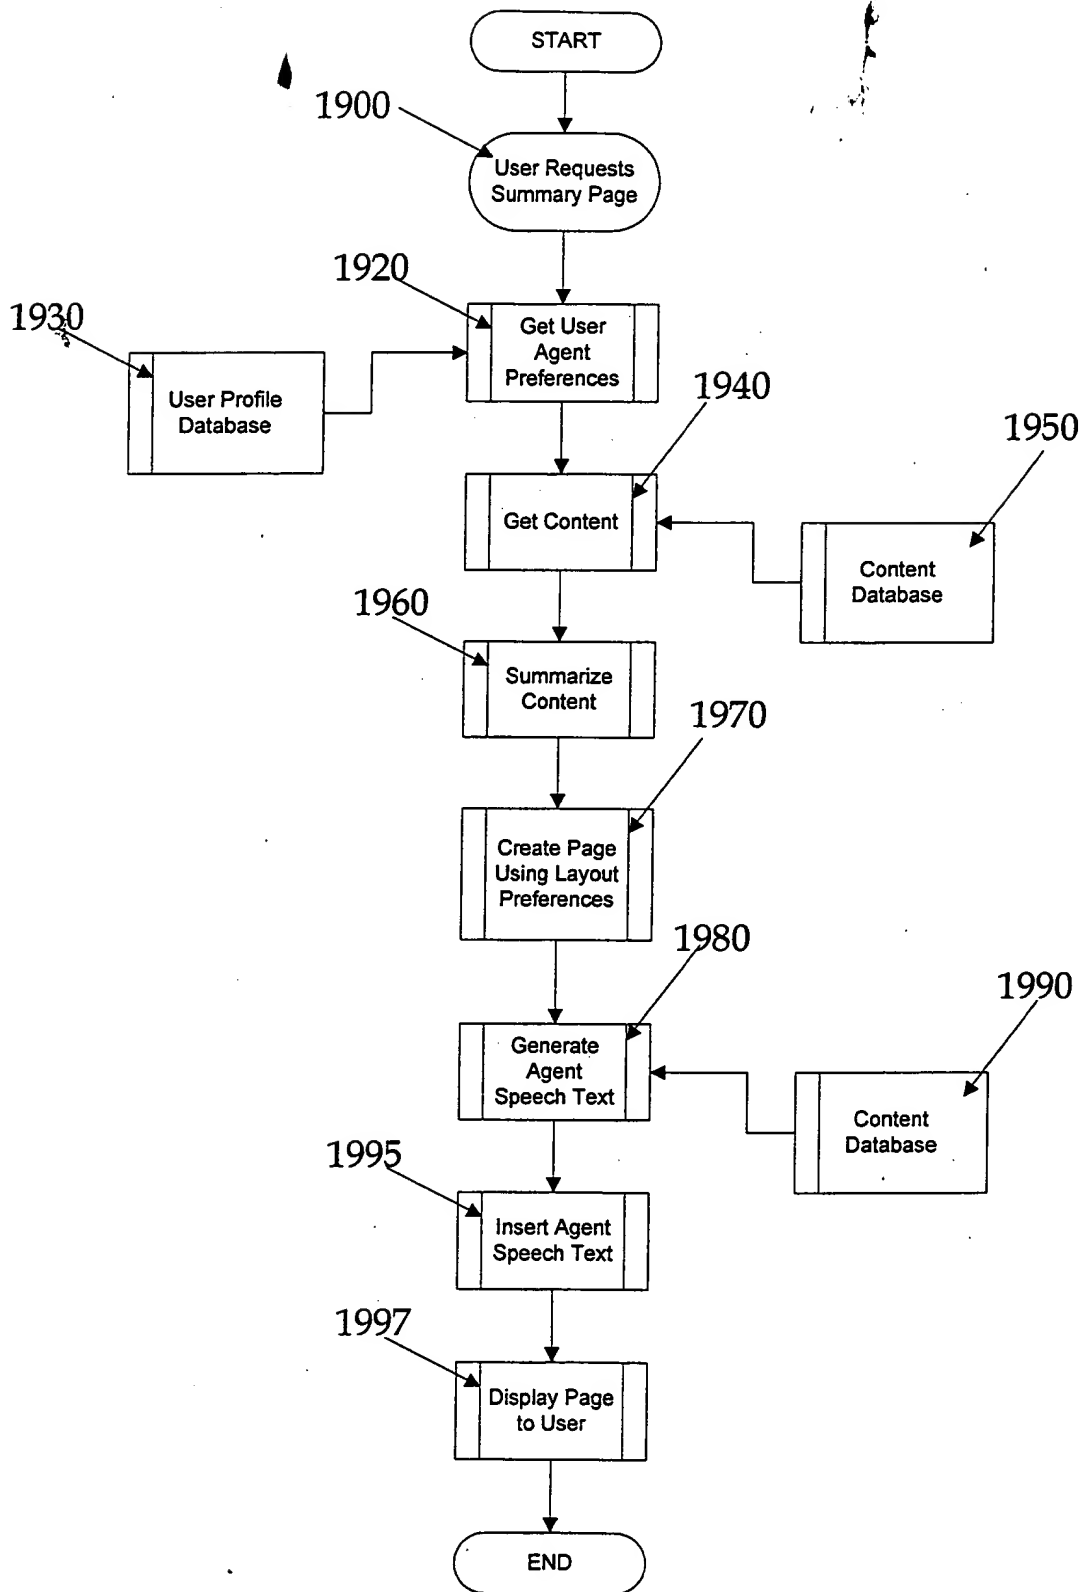 START
1900
User Requests
Summary Page
1920
1930
Get User
Agent
Preferences
User Profile
Database
1940
1950
Get Content
Content
Database
1960
Summarize
Content
1970
Create Page
Using Layout
Preferences
1980
1990
Generate
Agent
Speech Text
Content
Database
1995
Insert Agent
Speech Text
1997
Display Page
to User
END